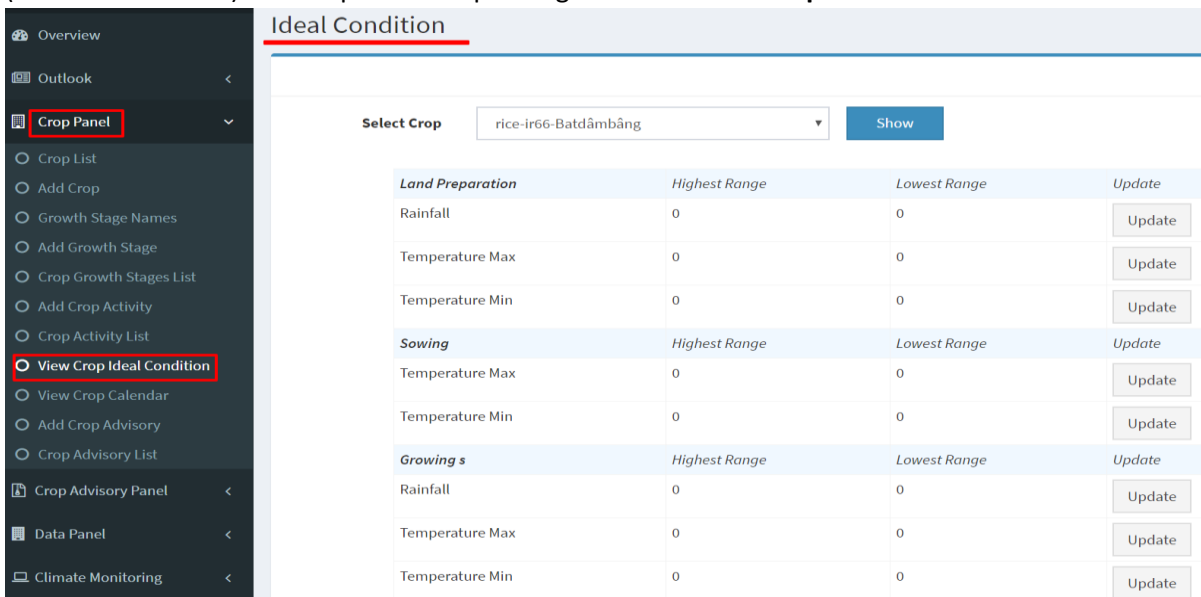 Overview
Outlook
Crop Panel
Crop List
Add Crop
Growth Stage Names
Add Growth Stage
Crop Growth Stages List
Add Crop Activity
Crop Activity List
View Crop Ideal Condition
View Crop Calendar
Add Crop Advisory
Crop Advisory List
Crop Advisory Panel
Data Panel
Climate Monitoring
Ideal Condition
Select Crop rice-ir66-Batdâmbâng Show
Land Preparation Highest Range Lowest Range Update
Rainfall 0 0 Update
Temperature Max 0 0 Update
Temperature Min 0 0 Update
Sowing Highest Range Lowest Range Update
Temperature Max 0 0 Update
Temperature Min 0 0 Update
Growing s Highest Range Lowest Range Update
Rainfall 0 0 Update
Temperature Max 0 0 Update
Temperature Min 0 0 Update